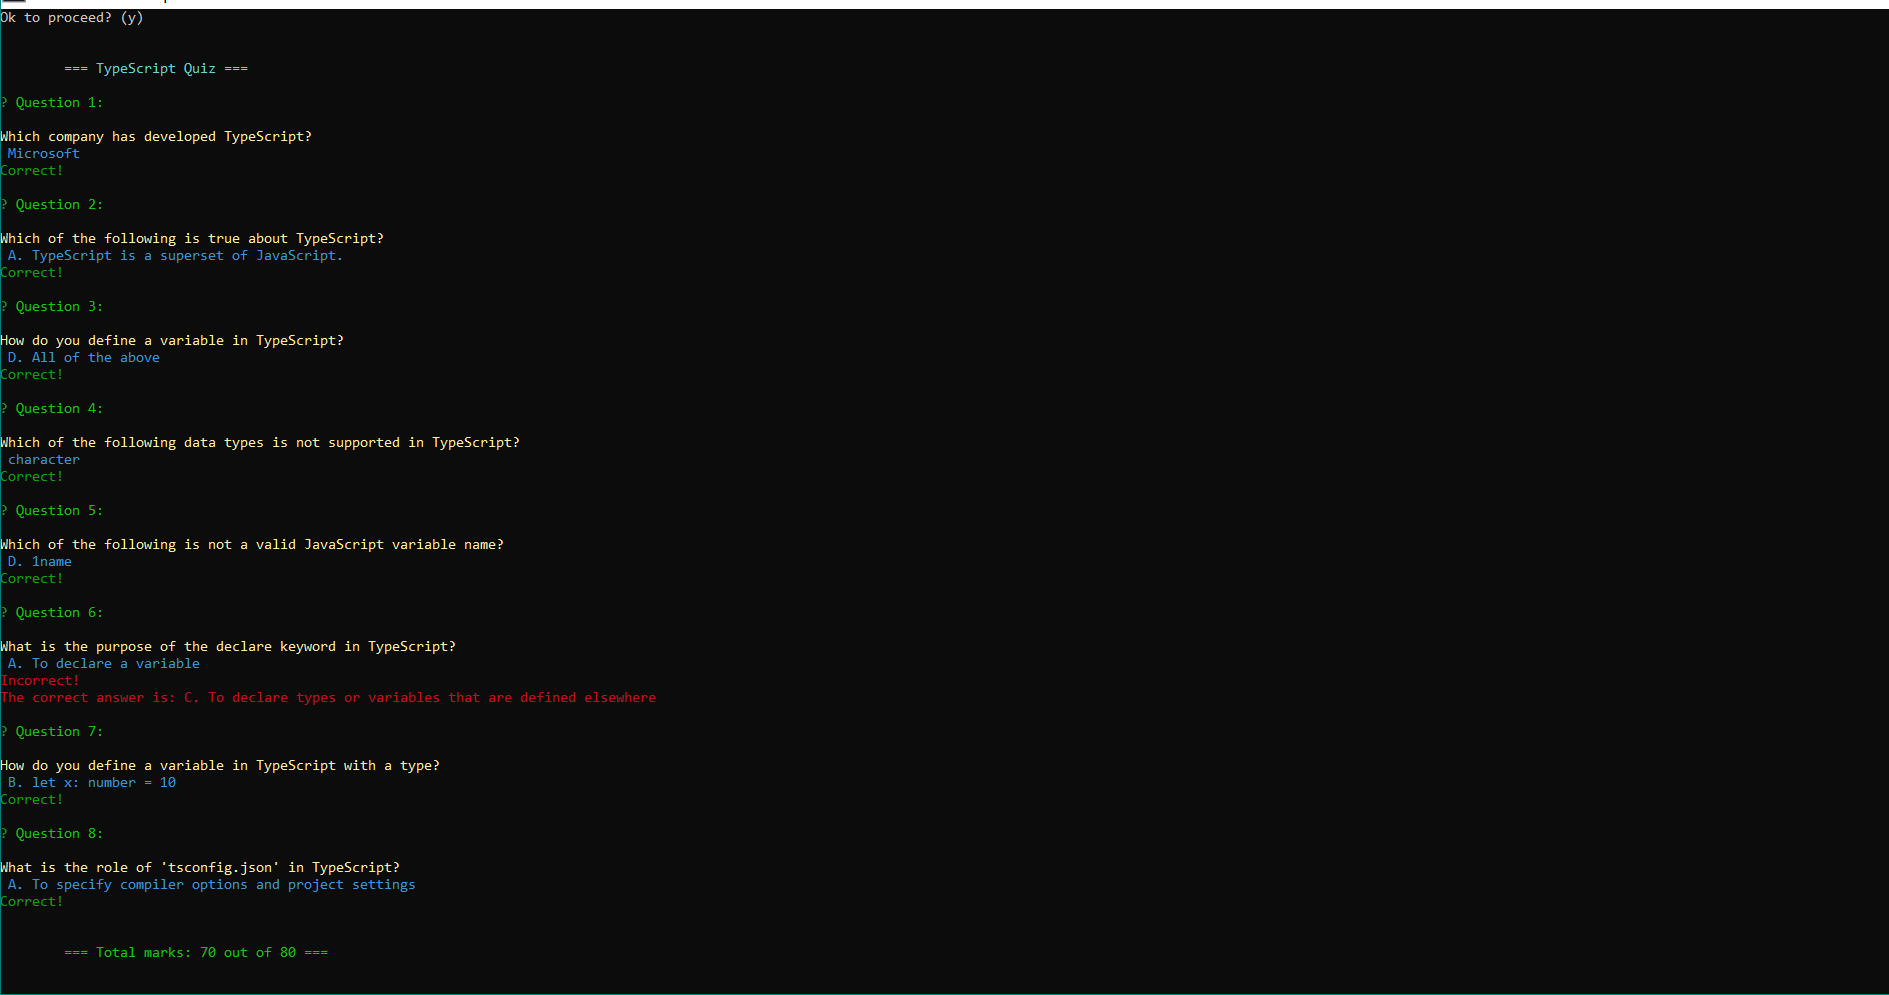 Ok to proceed? (y)
=== TypeScript Quiz ===
? Question 1:
Which company has developed TypeScript?
Microsoft
Correct!
? Question 2:
Which of the following is true about TypeScript?
A. TypeScript is a superset of JavaScript.
Correct!
? Question 3:
How do you define a variable in TypeScript?
D. All of the above
Correct!
? Question 4:
Which of the following data types is not supported in TypeScript?
character
Correct!
? Question 5:
Which of the following is not a valid JavaScript variable name?
D. 1name
Correct!
? Question 6:
What is the purpose of the declare keyword in TypeScript?
A. To declare a variable
Incorrect!
The correct answer is: C. To declare types or variables that are defined elsewhere
? Question 7:
How do you define a variable in TypeScript with a type?
B. let x: number = 10
Correct!
? Question 8:
What is the role of 'tsconfig.json' in TypeScript?
A. To specify compiler options and project settings
Correct!
=== Total marks: 70 out of 80 ===